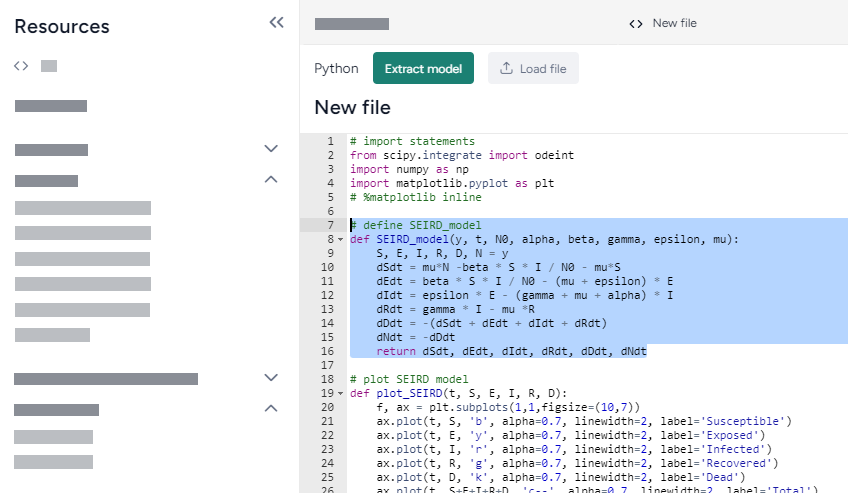 Resources
New file
Python
Extract model
Load file
New file
1 # import statements
2 from scipy.integrate import odeint
3 import numpy as np
4 import matplotlib.pyplot as plt
5 # %matplotlib inline
6
7 # define SEIRD_model
8 def SEIRD_model(y, t, N0, alpha, beta, gamma, epsilon, mu):
9 S, E, I, R, D, N = y
10 dSdt = mu*N -beta * S * I / N0 - mu*S
11 dEdt = beta * S * I / N0 - (mu + epsilon) * E
12 dIdt = epsilon * E - (gamma + mu + alpha) * I
13 dRdt = gamma * I - mu *R
14 dDdt = -(dSdt + dEdt + dIdt + dRdt)
15 dNdt = -dDdt
16 return dSdt, dEdt, dIdt, dRdt, dDdt, dNdt
17
18 # plot SEIRD model
19 def plot_SEIRD(t, S, E, I, R, D):
20 f, ax = plt.subplots(1,1,figsize=(10,7))
21 ax.plot(t, S, 'b', alpha=0.7, linewidth=2, label='Susceptible')
22 ax.plot(t, E, 'y', alpha=0.7, linewidth=2, label='Exposed')
23 ax.plot(t, I, 'r', alpha=0.7, linewidth=2, label='Infected')
24 ax.plot(t, R, 'g', alpha=0.7, linewidth=2, label='Recovered')
25 ax.plot(t, D, 'k', alpha=0.7, linewidth=2, label='Dead')
26 ax.plot(t, S+E+I+R+D, 'c--', alpha=0.7, linewidth=2, label='Total')